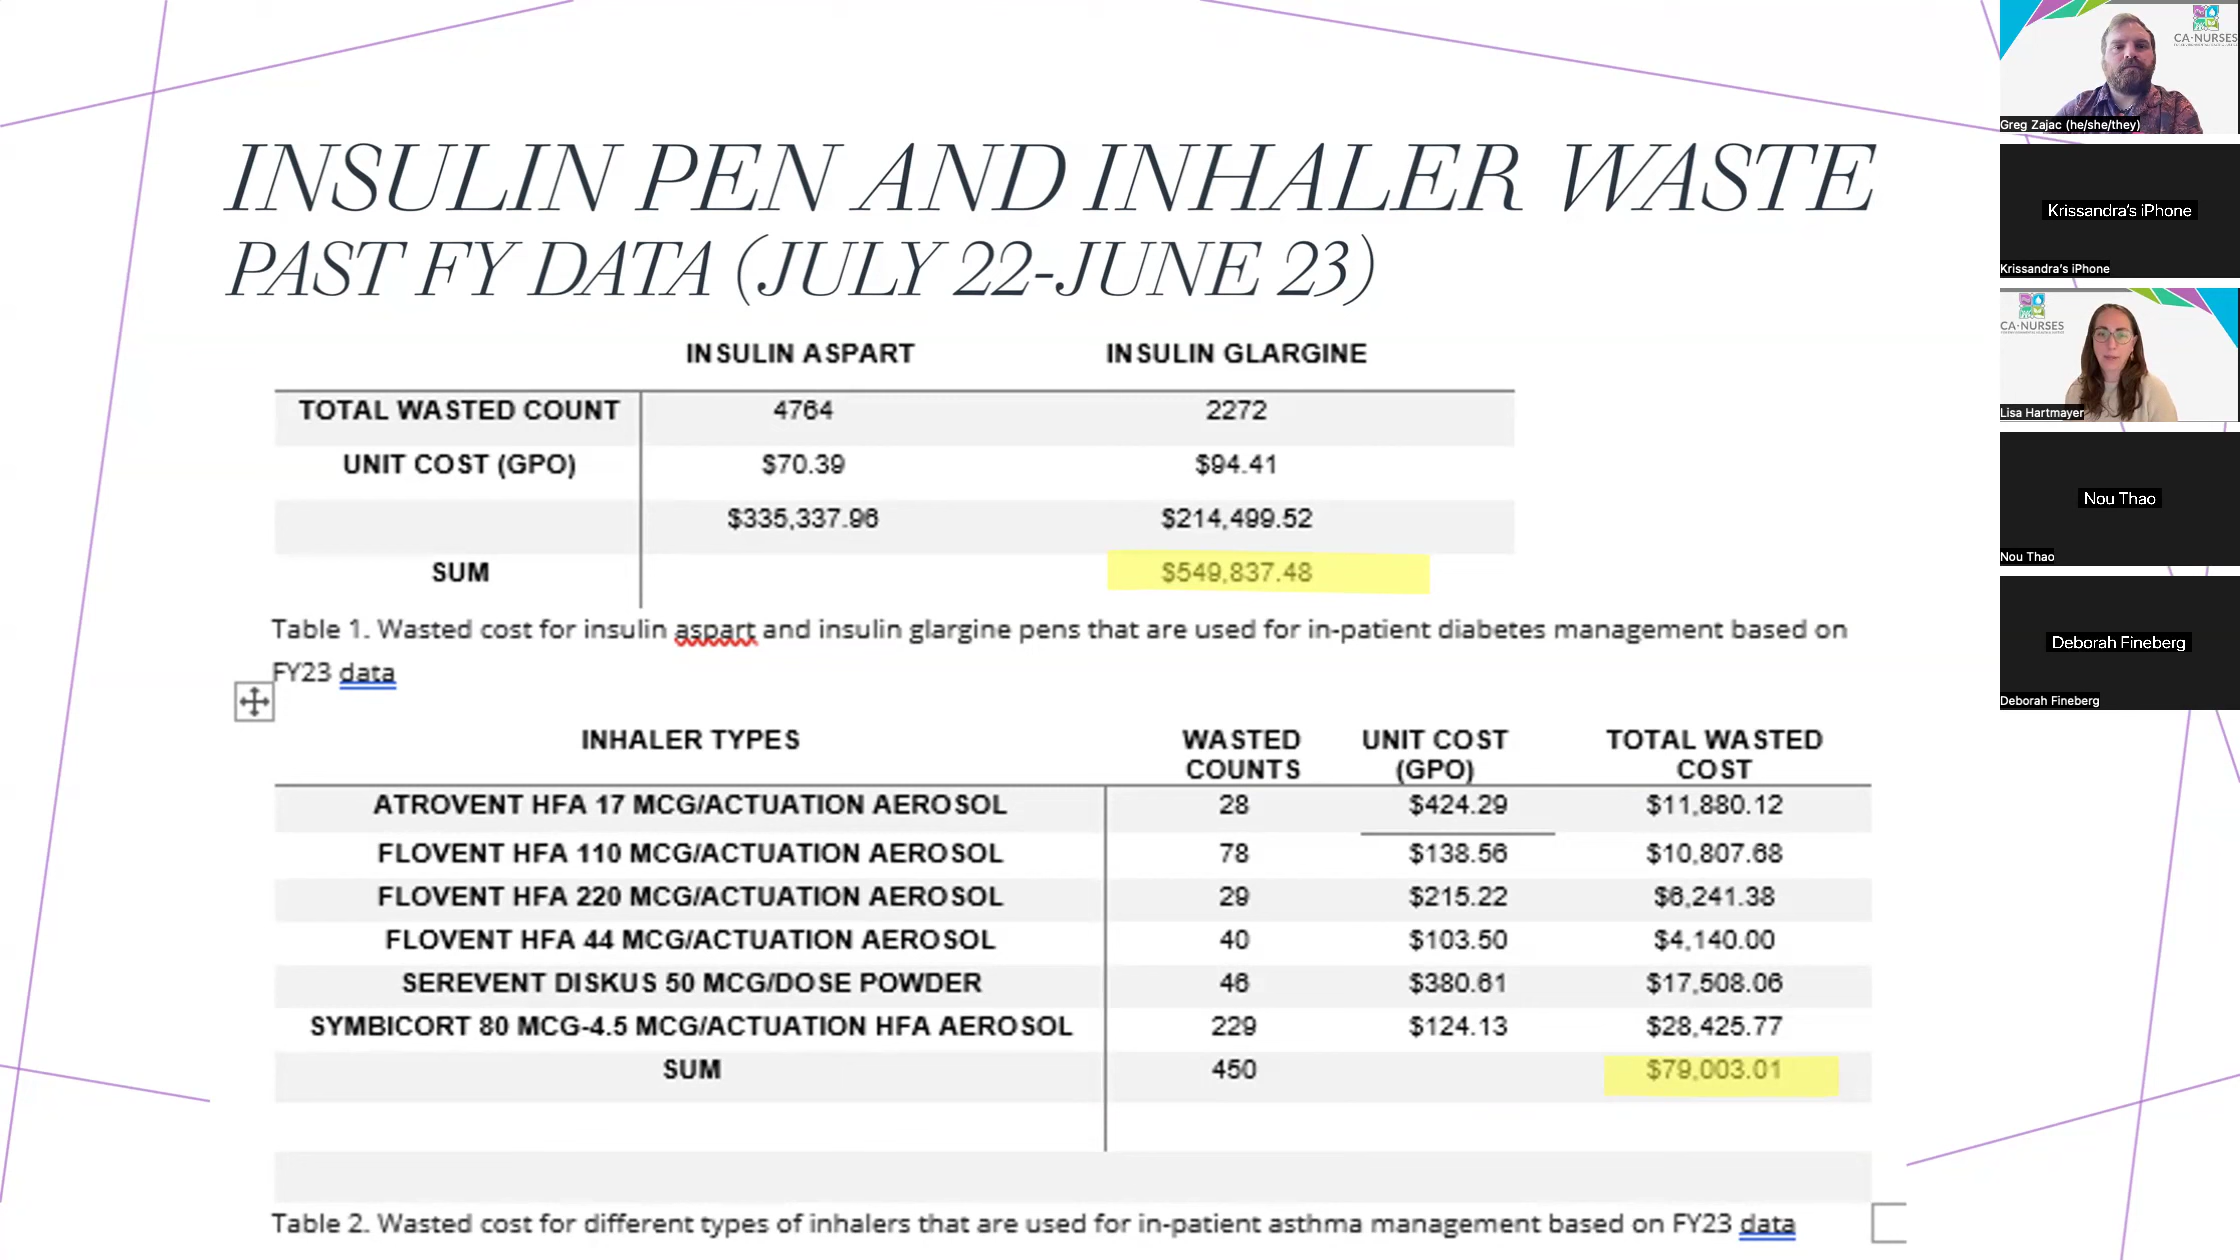 INSULIN PEN AND INHALER WASTE
PAST FY DATA (JULY 22-JUNE 23)
INSULIN ASPART INSULIN GLARGINE
TOTAL WASTED COUNT 4764 2272
UNIT COST (GPO) $70.39 $94.41
$335,337.96 $214,499.52
SUM $549,837.48
Table 1. Wasted cost for insulin aspart and insulin glargine pens that are used for in-patient diabetes management based on
FY23 data
INHALER TYPES WASTED COUNTS UNIT COST (GPO) TOTAL WASTED COST
ATROVENT HFA 17 MCG/ACTUATION AEROSOL 28 $424.29 $11,880.12
FLOVENT HFA 110 MCG/ACTUATION AEROSOL 78 $138.56 $10,807.68
FLOVENT HFA 220 MCG/ACTUATION AEROSOL 29 $215.22 $6,241.38
FLOVENT HFA 44 MCG/ACTUATION AEROSOL 40 $103.50 $4,140.00
SEREVENT DISKUS 50 MCG/DOSE POWDER 46 $380.61 $17,508.06
SYMBICORT 80 MCG-4.5 MCG/ACTUATION HFA AEROSOL 229 $124.13 $28,425.77
SUM 450 $79,003.01
Table 2. Wasted cost for different types of inhalers that are used for in-patient asthma management based on FY23 data
CA·NURSES
Greg Zajac (he/she/they)
Krissandra's iPhone
Krissandra's iPhone
CA·NURSES
Lisa Hartmayer
Nou Thao
Nou Thao
Deborah Fineberg
Deborah Fineberg